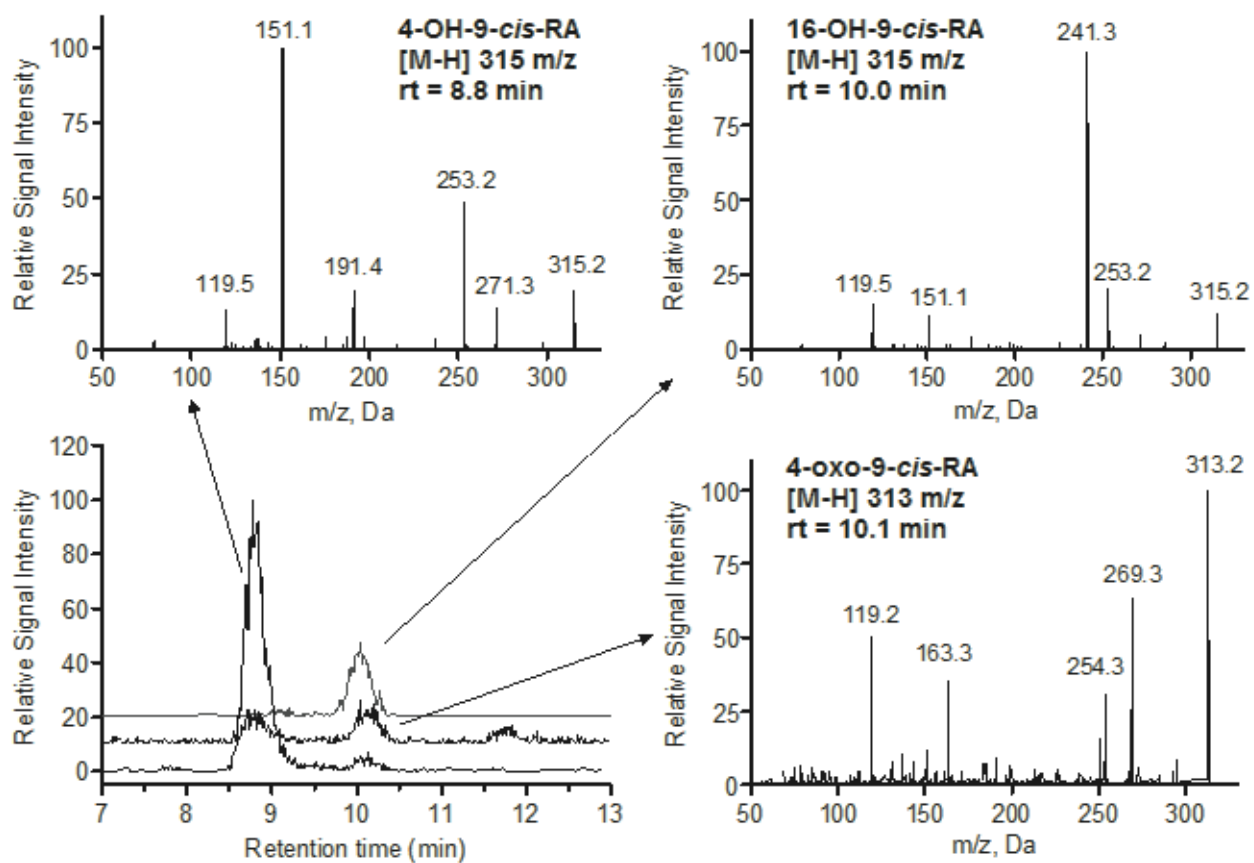 4-OH-9-cis-RA
[M-H] 315 m/z
rt = 8.8 min
Relative Signal Intensity
100
75
50
25
0
151.1
253.2
119.5
191.4
271.3
315.2
50 100 150 200 250 300
m/z, Da
16-OH-9-cis-RA
[M-H] 315 m/z
rt = 10.0 min
Relative Signal Intensity
100
75
50
25
0
241.3
119.5
151.1
253.2
315.2
50 100 150 200 250 300
m/z, Da
Relative Signal Intensity
120
100
80
60
40
20
0
7 8 9 10 11 12 13
Retention time (min)
4-oxo-9-cis-RA
[M-H] 313 m/z
rt = 10.1 min
Relative Signal Intensity
100
75
50
25
0
313.2
269.3
119.2
163.3
254.3
50 100 150 200 250 300
m/z, Da